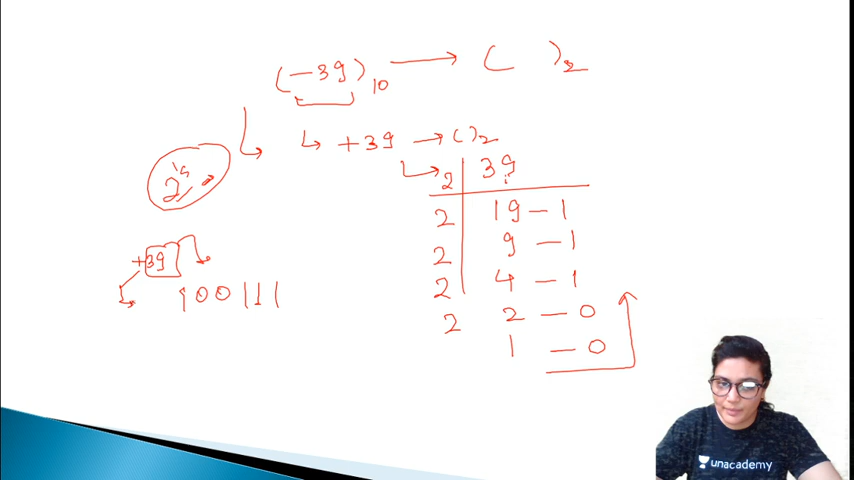 (-39)10 → ( )2
↳ +39 → ( )2
2's
2 | 39
2 | 19 - 1
2 | 9 - 1
2 | 4 - 1
2 2 - 0
1 - 0
+39
100111
unacademy